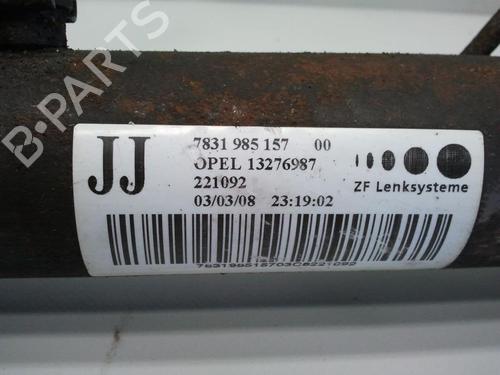 B-PARTS
JJ
7831 985 157 00
OPEL 13276987
221092
03/03/08 23:19:02
ZF Lenksysteme